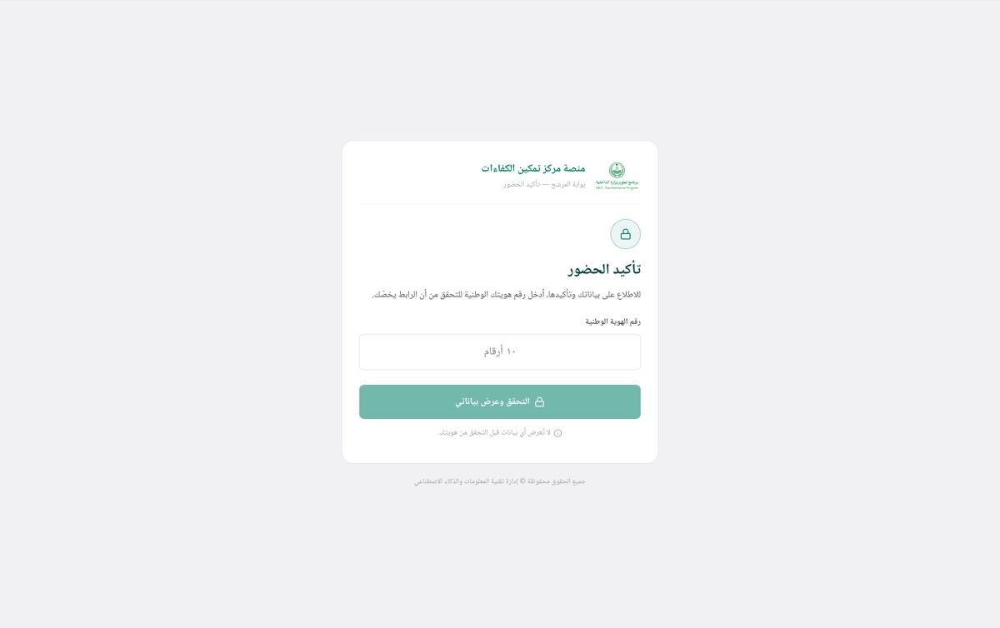 منصة مركز تمكين الكفاءات
بوابة المرشح — تأكيد الحضور
برنامج تطوير وزارة الداخلية
MOI Transformation Program
تأكيد الحضور
للاطلاع على بياناتك وتأكيدها، أدخل رقم هويتك الوطنية للتحقق من أن الرابط يخصّك.
رقم الهوية الوطنية
١٠ أرقام
التحقق وعرض بياناتي
لا تُعرض أي بيانات قبل التحقق من هويتك.
جميع الحقوق محفوظة © إدارة تقنية المعلومات والذكاء الاصطناعي